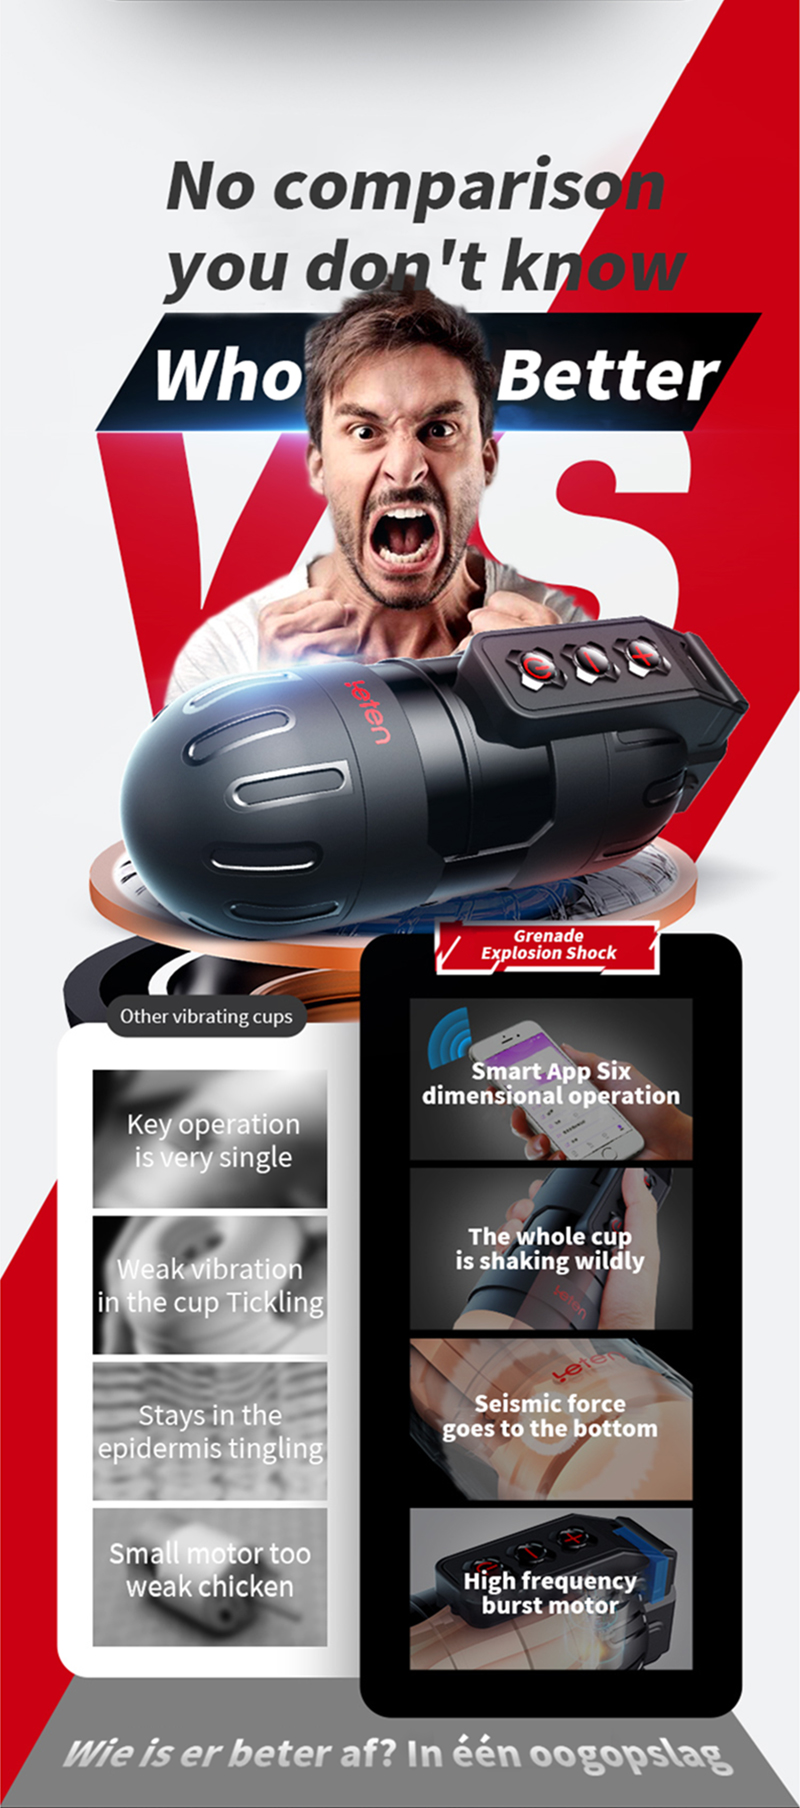 No comparison
you don't know
Who Better
VS
leten
Grenade
Explosion Shock
Other vibrating cups
Key operation
is very single
Weak vibration
in the cup Tickling
Stays in the
epidermis tingling
Small motor too
weak chicken
Smart App Six
dimensional operation
The whole cup
is shaking wildly
leten
Seismic force
goes to the bottom
leten
High frequency
burst motor
Wie is er beter af? In één oogopslag